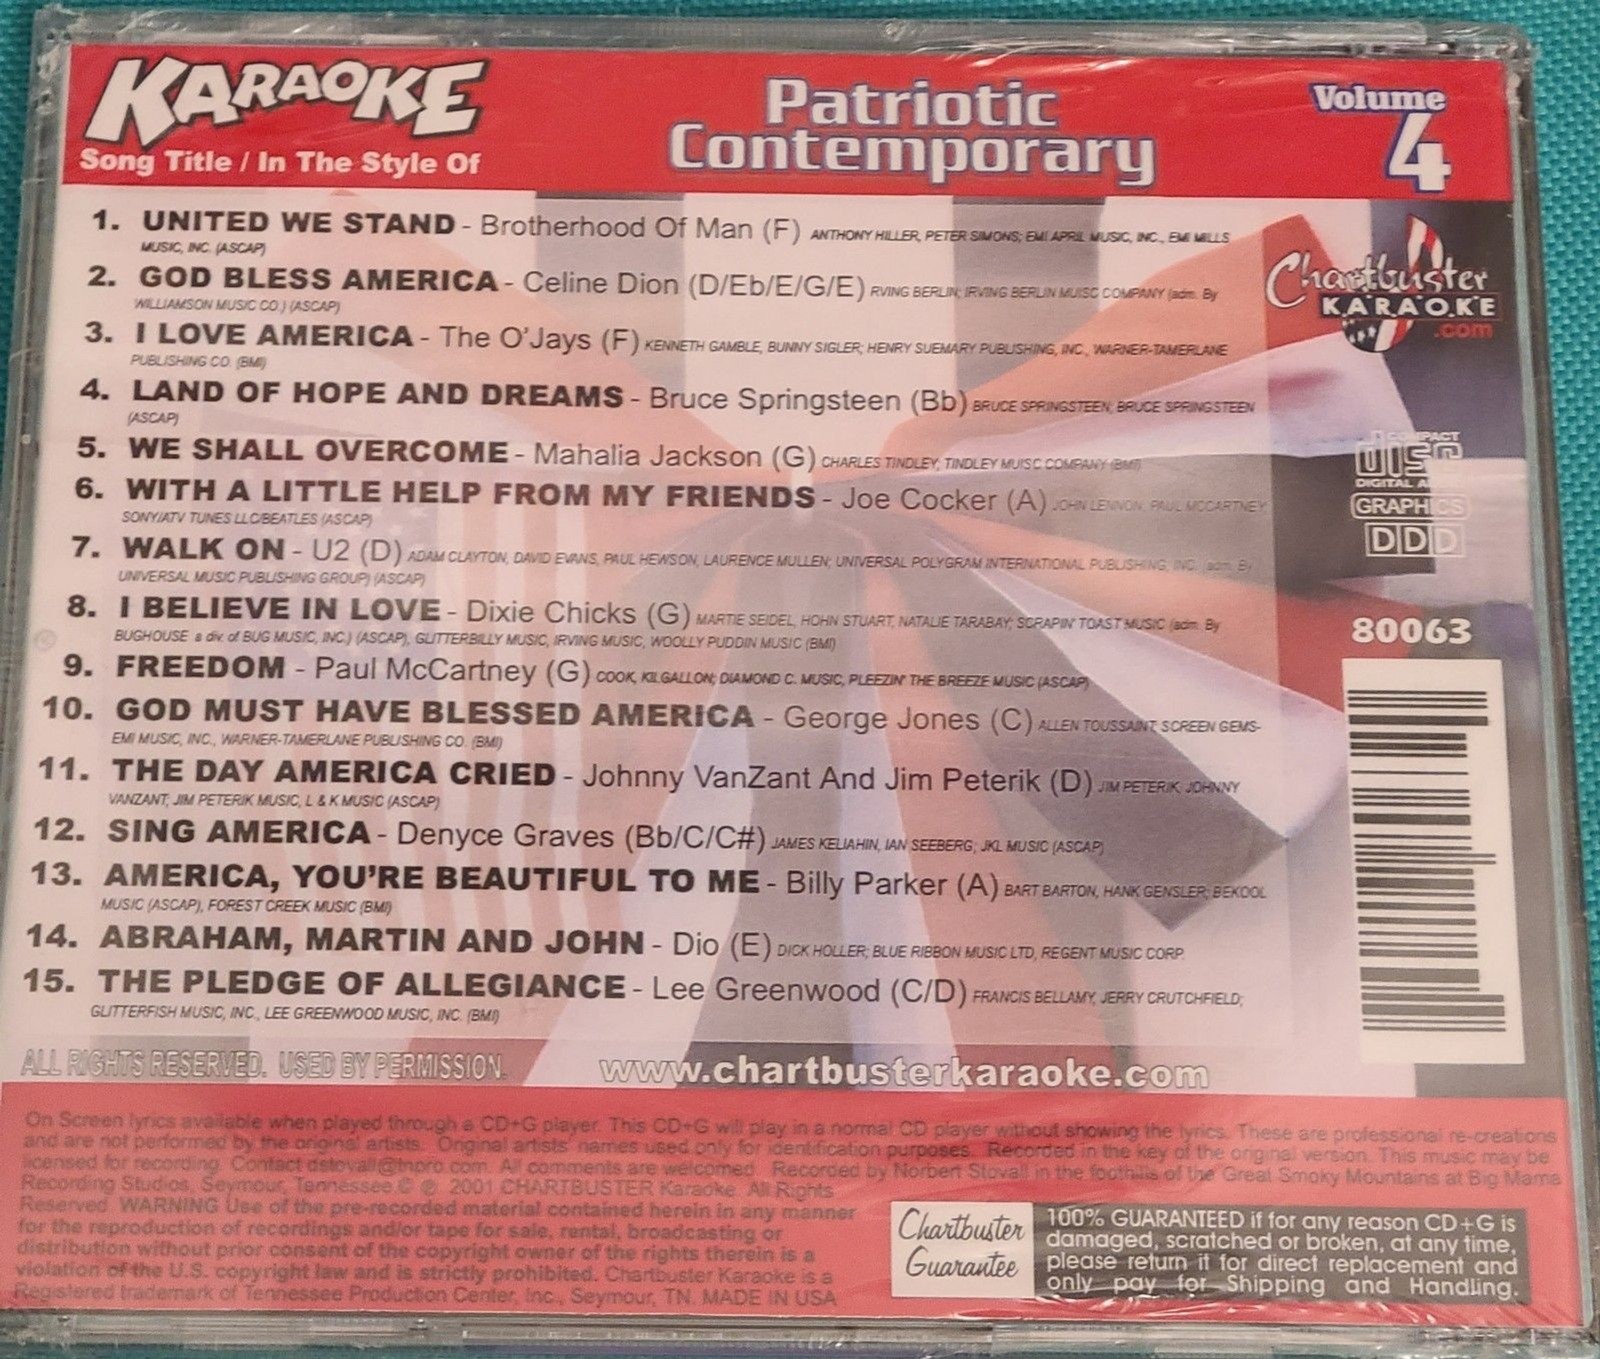 KARAOKE
Song Title / In The Style Of
Patriotic
Contemporary
Volume
4
1. UNITED WE STAND - Brotherhood Of Man (F) ANTHONY HILLER, PETER SIMONS; EMI APRIL MUSIC, INC., EMI MILLS
MUSIC, INC. (ASCAP)
2. GOD BLESS AMERICA - Celine Dion (D/Eb/E/G/E) RVING BERLIN; IRVING BERLIN MUISC COMPANY (adm. By
WILLIAMSON MUSIC CO.) (ASCAP)
3. I LOVE AMERICA - The O'Jays (F) KENNETH GAMBLE, BUNNY SIGLER; HENRY SUEMARY PUBLISHING, INC., WARNER-TAMERLANE
PUBLISHING CO. (BMI)
4. LAND OF HOPE AND DREAMS - Bruce Springsteen (Bb) BRUCE SPRINGSTEEN; BRUCE SPRINGSTEEN
(ASCAP)
5. WE SHALL OVERCOME - Mahalia Jackson (G) CHARLES TINDLEY; TINDLEY MUISC COMPANY (BMI)
6. WITH A LITTLE HELP FROM MY FRIENDS - Joe Cocker (A) JOHN LENNON, PAUL MCCARTNEY;
SONY/ATV TUNES LLC/BEATLES (ASCAP)
7. WALK ON - U2 (D) ADAM CLAYTON, DAVID EVANS, PAUL HEWSON, LAURENCE MULLEN; UNIVERSAL POLYGRAM INTERNATIONAL PUBLISHING, INC. (adm. By
UNIVERSAL MUSIC PUBLISHING GROUP) (ASCAP)
8. I BELIEVE IN LOVE - Dixie Chicks (G) MARTIE SEIDEL, HOHN STUART, NATALIE TARABAY; SCRAPIN' TOAST MUSIC (adm. By
BUGHOUSE a div. of BUG MUSIC, INC.) (ASCAP), GLITTERBILLY MUSIC, IRVING MUSIC, WOOLLY PUDDIN MUSIC (BMI)
9. FREEDOM - Paul McCartney (G) COOK, KILGALLON; DIAMOND C. MUSIC, PLEEZIN' THE BREEZE MUSIC (ASCAP)
10. GOD MUST HAVE BLESSED AMERICA - George Jones (C) ALLEN TOUSSAINT; SCREEN GEMS-
EMI MUSIC, INC., WARNER-TAMERLANE PUBLISHING CO. (BMI)
11. THE DAY AMERICA CRIED - Johnny VanZant And Jim Peterik (D) JIM PETERIK, JOHNNY
VANZANT; JIM PETERIK MUSIC, L & K MUSIC (ASCAP)
12. SING AMERICA - Denyce Graves (Bb/C/C#) JAMES KELIAHIN, IAN SEEBERG; JKL MUSIC (ASCAP)
13. AMERICA, YOU'RE BEAUTIFUL TO ME - Billy Parker (A) BART BARTON, HANK GENSLER; BEKOOL
MUSIC (ASCAP), FOREST CREEK MUSIC (BMI)
14. ABRAHAM, MARTIN AND JOHN - Dio (E) DICK HOLLER; BLUE RIBBON MUSIC LTD, REGENT MUSIC CORP.
15. THE PLEDGE OF ALLEGIANCE - Lee Greenwood (C/D) FRANCIS BELLAMY, JERRY CRUTCHFIELD;
GLITTERFISH MUSIC, INC., LEE GREENWOOD MUSIC, INC. (BMI)
Chartbuster
KARAOKE
.com
COMPACT
disc
DIGITAL AUDIO
GRAPHICS
DDD
80063
ALL RIGHTS RESERVED. USED BY PERMISSION.
www.chartbusterkaraoke.com
On Screen lyrics available when played through a CD+G player. This CD+G will play in a normal CD player without showing the lyrics. These are professional re-creations
and are not performed by the original artists. Original artists' names used only for identification purposes. Recorded in the key of the original version. This music may be
licensed for recording. Contact dstovall@tnpro.com. All comments are welcomed. Recorded by Norbert Stovall in the foothills of the Great Smoky Mountains at Big Mama
Recording Studios, Seymour, Tennessee © ℗ 2001 CHARTBUSTER Karaoke. All Rights
Reserved. WARNING Use of the pre-recorded material contained herein in any manner
for the reproduction of recordings and/or tape for sale, rental, broadcasting or
distribution without prior consent of the copyright owner of the rights therein is a
violation of the U.S. copyright law and is strictly prohibited. Chartbuster Karaoke is a
Registered trademark of Tennessee Production Center, Inc., Seymour, TN. MADE IN USA
Chartbuster
Guarantee
100% GUARANTEED if for any reason CD+G is
damaged, scratched or broken, at any time,
please return it for direct replacement and
only pay for Shipping and Handling.